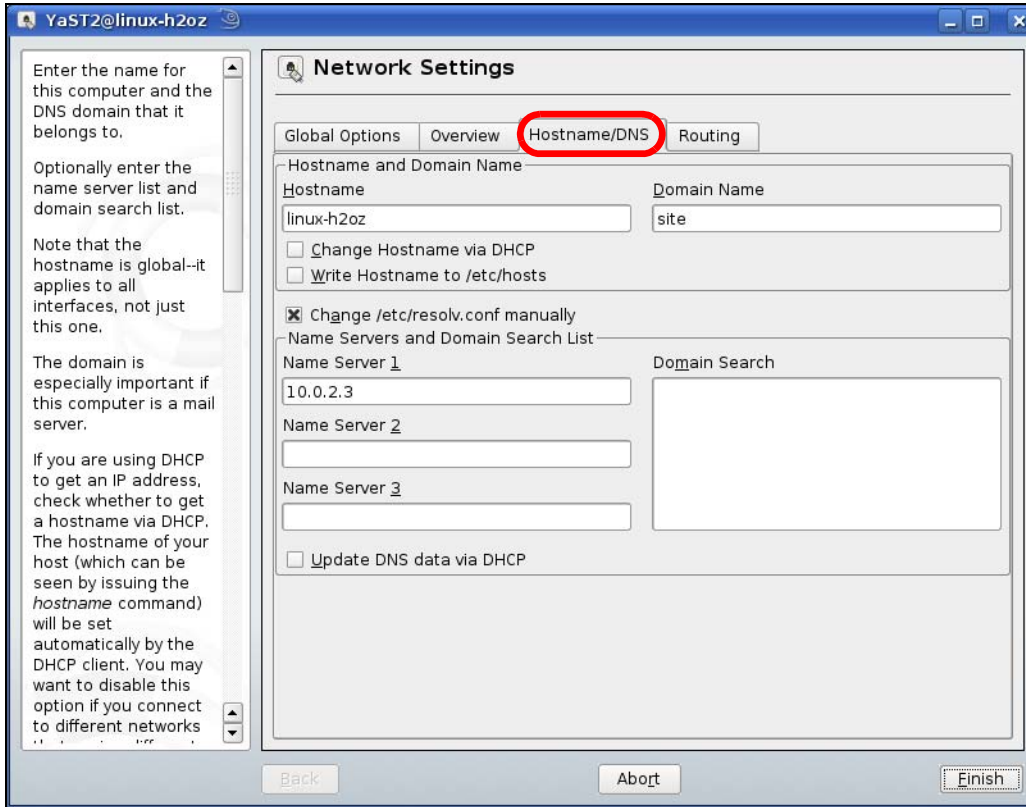 YaST2@linux-h2oz
Enter the name for
this computer and the
DNS domain that it
belongs to.
Optionally enter the
name server list and
domain search list.
Note that the
hostname is global--it
applies to all
interfaces, not just
this one.
The domain is
especially important if
this computer is a mail
server.
If you are using DHCP
to get an IP address,
check whether to get
a hostname via DHCP.
The hostname of your
host (which can be
seen by issuing the
hostname command)
will be set
automatically by the
DHCP client. You may
want to disable this
option if you connect
to different networks
Network Settings
Global Options
Overview
Hostname/DNS
Routing
Hostname and Domain Name
Hostname
Domain Name
linux-h2oz
site
Change Hostname via DHCP
Write Hostname to /etc/hosts
Change /etc/resolv.conf manually
Name Servers and Domain Search List
Name Server 1
Domain Search
10.0.2.3
Name Server 2
Name Server 3
Update DNS data via DHCP
Back
Abort
Finish